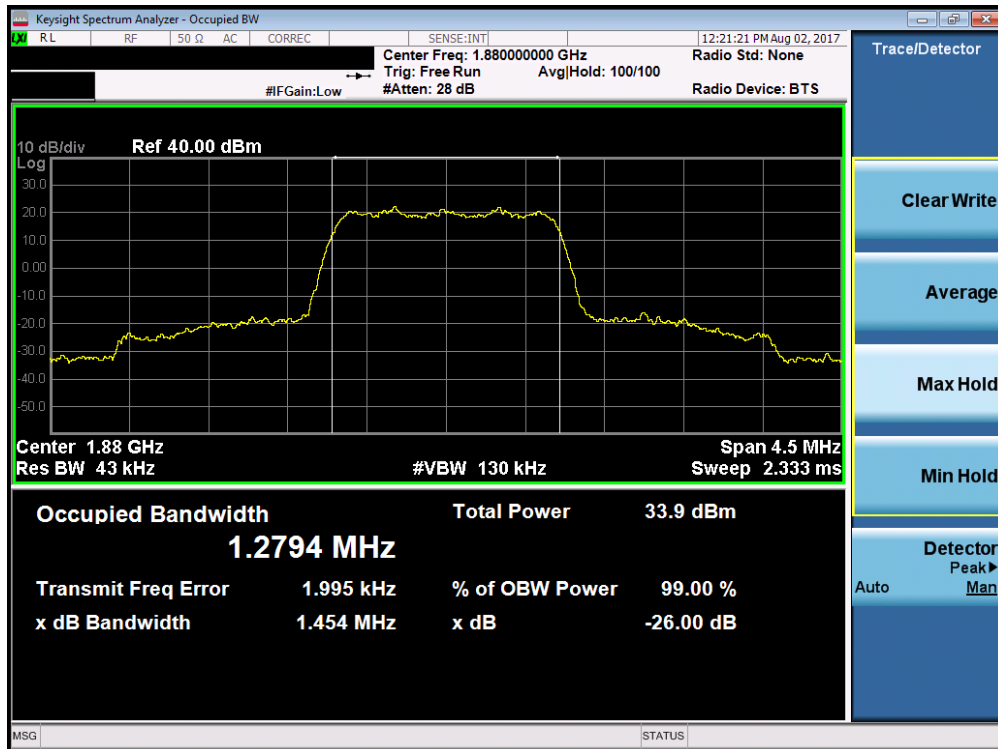 Keysight Spectrum Analyzer - Occupied BW
LXI RL RF 50 Ω AC CORREC SENSE:INT 12:21:21 PM Aug 02, 2017
Center Freq: 1.880000000 GHz Radio Std: None
Trig: Free Run Avg|Hold: 100/100
#IFGain:Low #Atten: 28 dB Radio Device: BTS
Trace/Detector
10 dB/div Ref 40.00 dBm
Log
30.0
20.0
10.0
0.00
-10.0
-20.0
-30.0
-40.0
-50.0
Center 1.88 GHz Span 4.5 MHz
Res BW 43 kHz #VBW 130 kHz Sweep 2.333 ms
Occupied Bandwidth Total Power 33.9 dBm
1.2794 MHz
Transmit Freq Error 1.995 kHz % of OBW Power 99.00 %
x dB Bandwidth 1.454 MHz x dB -26.00 dB
Clear Write
Average
Max Hold
Min Hold
Detector
Peak▶
Auto Man
MSG STATUS